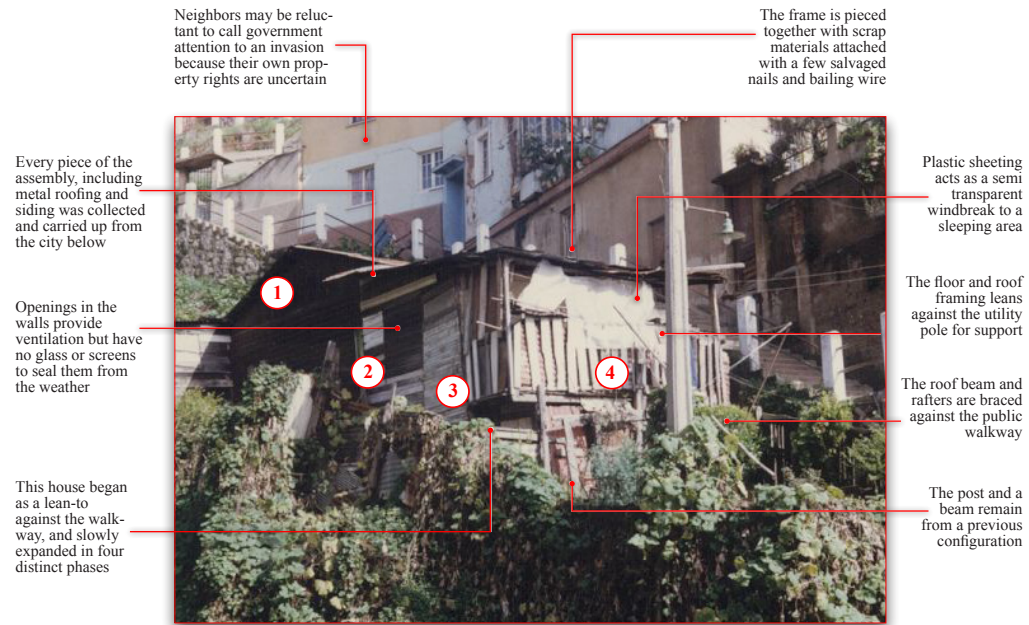 Neighbors may be reluc-
tant to call government
attention to an invasion
because their own prop-
erty rights are uncertain
The frame is pieced
together with scrap
materials attached
with a few salvaged
nails and bailing wire
Every piece of the
assembly, including
metal roofing and
siding was collected
and carried up from
the city below
Openings in the
walls provide
ventilation but have
no glass or screens
to seal them from
the weather
This house began
as a lean-to
against the walk-
way, and slowly
expanded in four
distinct phases
1
2
3
4
Plastic sheeting
acts as a semi
transparent
windbreak to a
sleeping area
The floor and roof
framing leans
against the utility
pole for support
The roof beam and
rafters are braced
against the public
walkway
The post and a
beam remain
from a previous
configuration